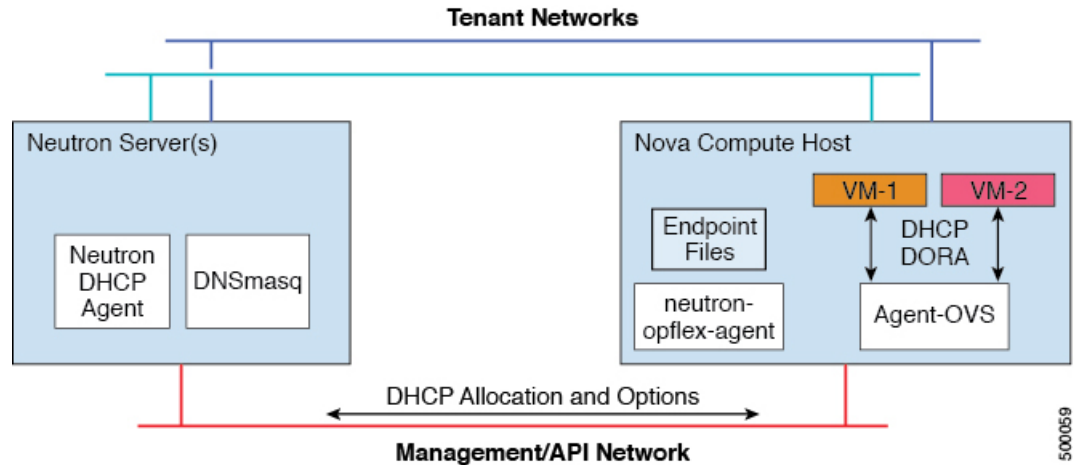 Tenant Networks
Neutron Server(s)
Neutron
DHCP
Agent
DNSmasq
Nova Compute Host
VM-1
VM-2
Endpoint
Files
DHCP
DORA
neutron-
opflex-agent
Agent-OVS
DHCP Allocation and Options
Management/API Network
500059